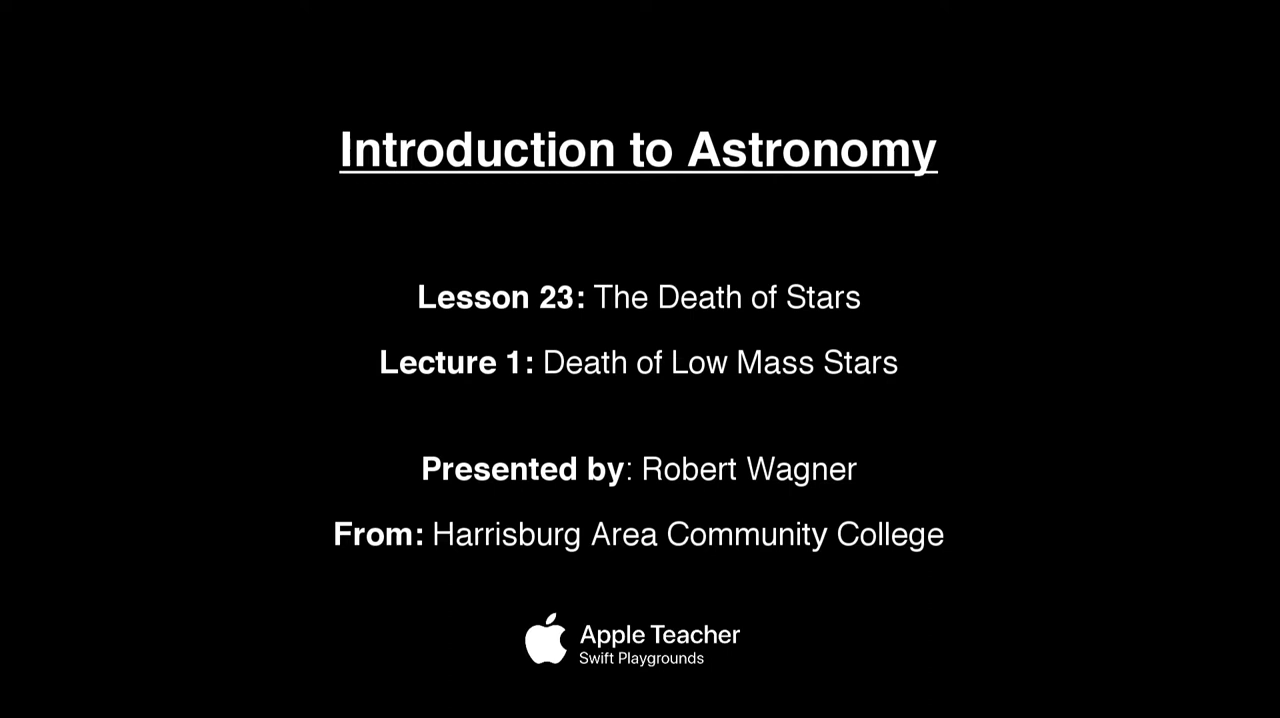 Introduction to Astronomy
Lesson 23: The Death of Stars
Lecture 1: Death of Low Mass Stars
Presented by: Robert Wagner
From: Harrisburg Area Community College
Apple Teacher
Swift Playgrounds